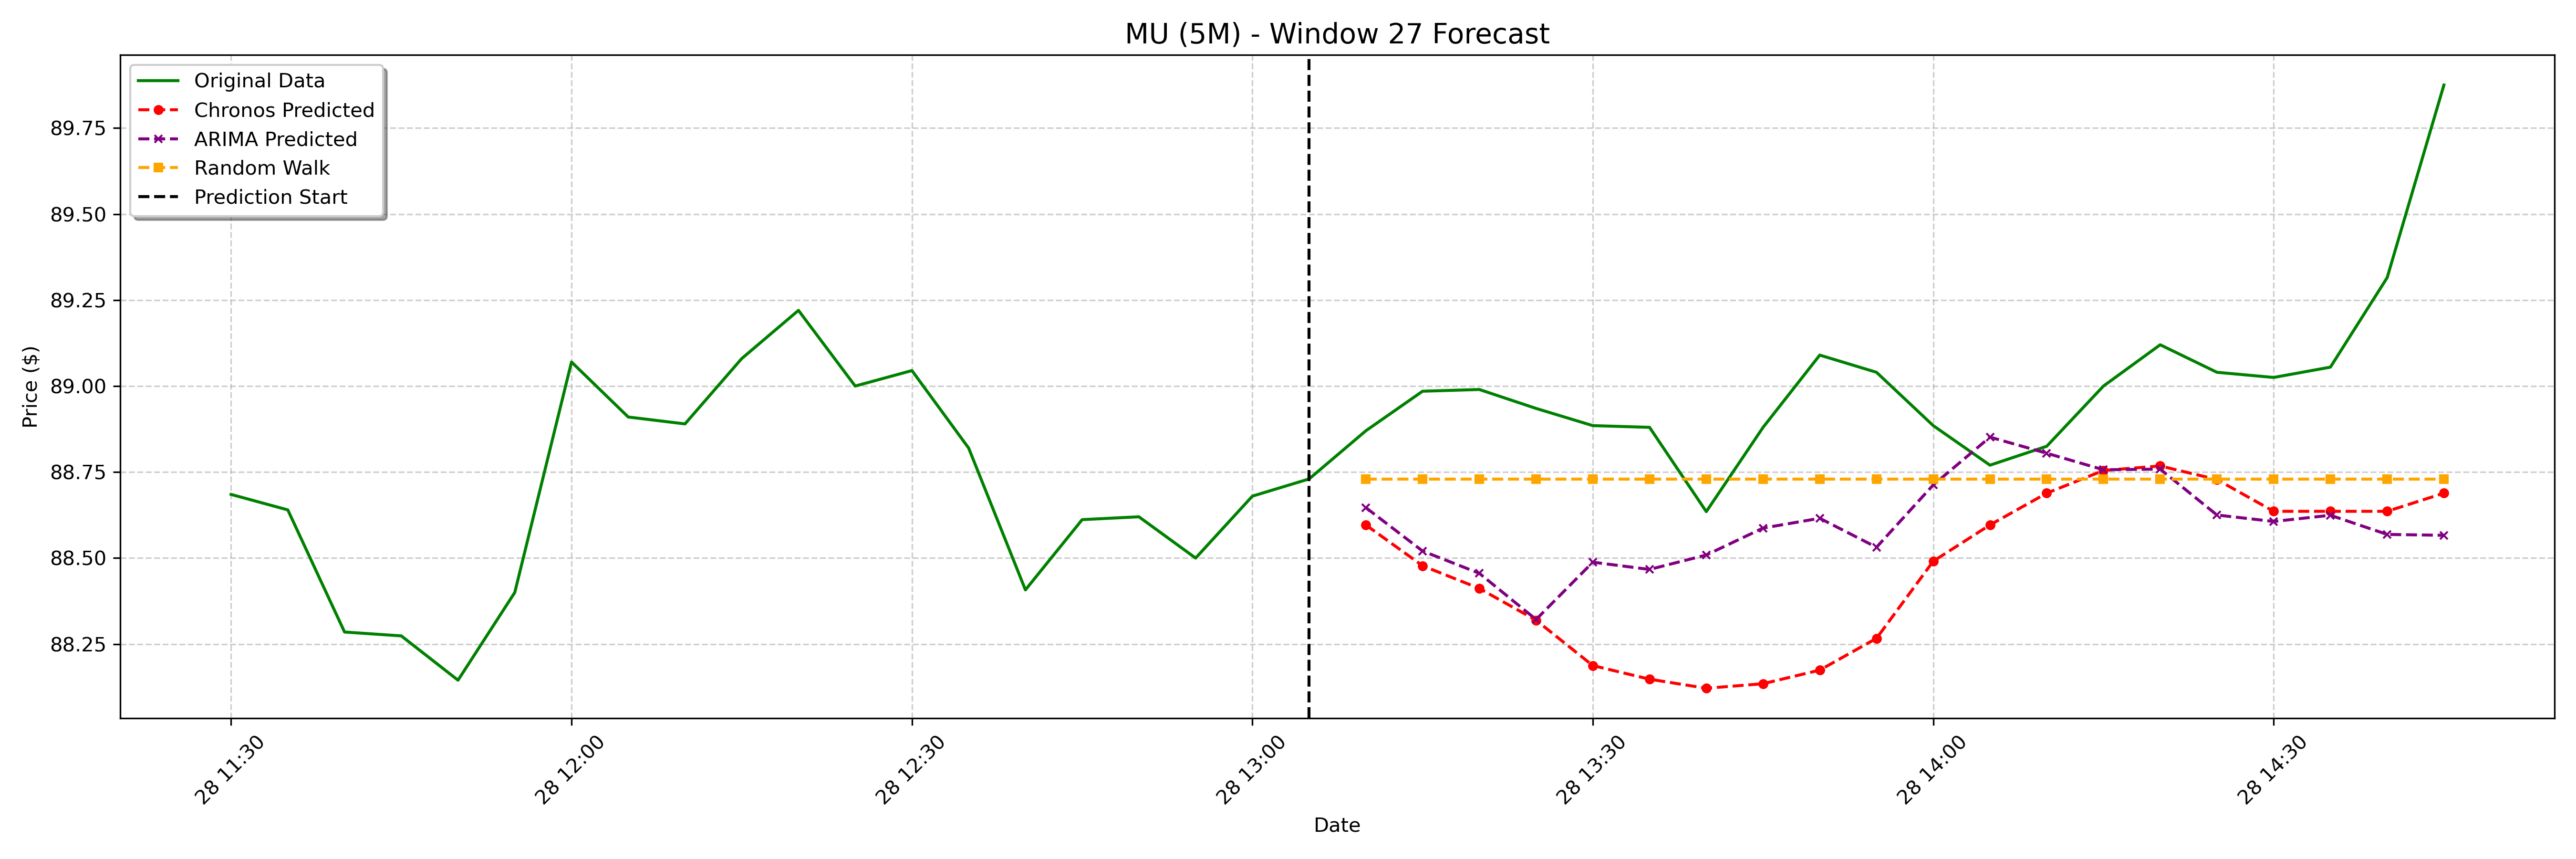 MU (5M) - Window 27 Forecast
Original Data
Chronos Predicted
ARIMA Predicted
Random Walk
Prediction Start
Price ($)
89.75
89.50
89.25
89.00
88.75
88.50
88.25
28 11:30
28 12:00
28 12:30
28 13:00
28 13:30
28 14:00
28 14:30
Date